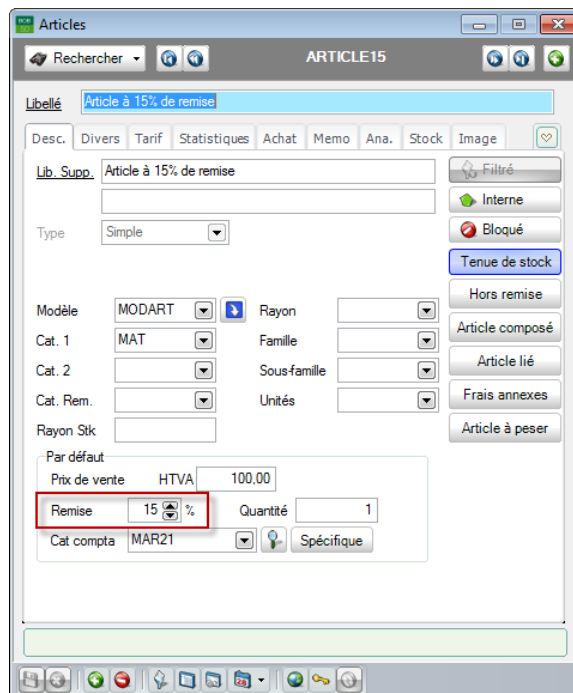 Articles
Rechercher ARTICLE15
Libellé Article à 15% de remise
Desc. Divers Tarif Statistiques Achat Memo Ana. Stock Image
Lib. Supp. Article à 15% de remise Filtré
Interne
Type Simple Bloqué
Tenue de stock
Hors remise
Modèle MODART Rayon
Article composé
Cat. 1 MAT Famille
Article lié
Cat. 2 Sous-famille
Cat. Rem. Unités Frais annexes
Rayon Stk Article à peser
Par défaut
Prix de vente HTVA 100,00
Remise 15 % Quantité 1
Cat compta MAR21 Spécifique